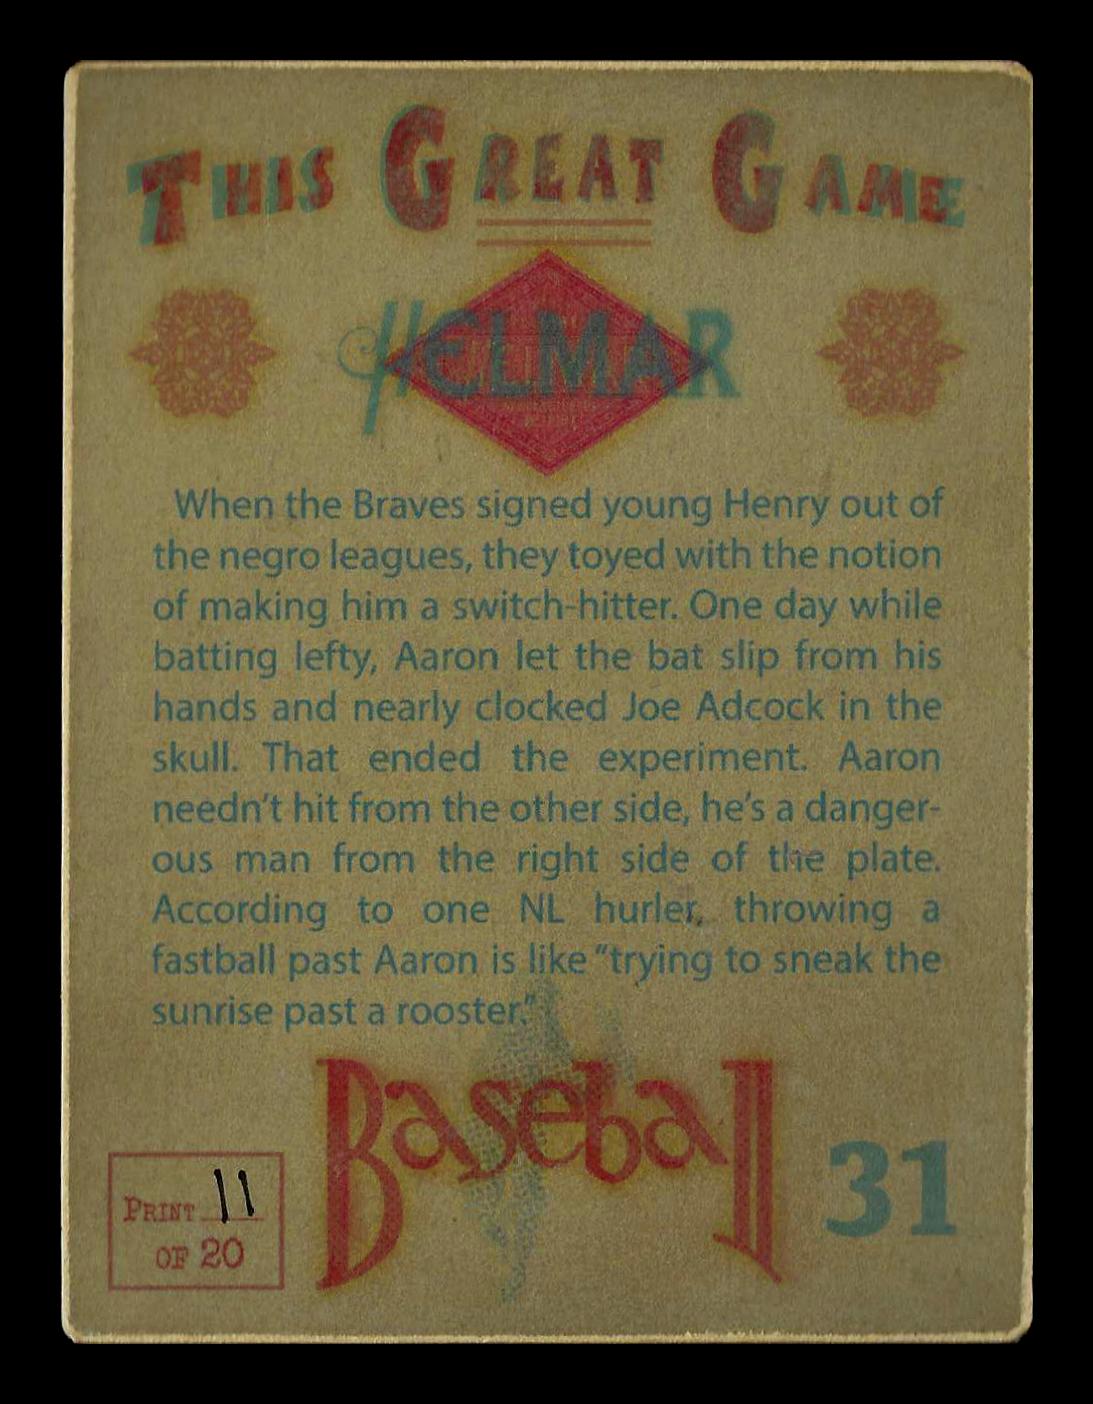 This Great Game
HELMAR
When the Braves signed young Henry out of
the negro leagues, they toyed with the notion
of making him a switch-hitter. One day while
batting lefty, Aaron let the bat slip from his
hands and nearly clocked Joe Adcock in the
skull. That ended the experiment. Aaron
needn't hit from the other side, he's a danger-
ous man from the right side of the plate.
According to one NL hurler, throwing a
fastball past Aaron is like "trying to sneak the
sunrise past a rooster."
Baseball
31
PRINT 11
OF 20